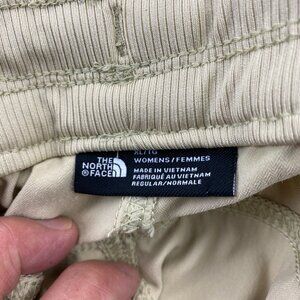 XL/TG
THE
NORTH
FACE
®
WOMENS/FEMMES
MADE IN VIETNAM
FABRIQUÉ AU VIETNAM
REGULAR/NORMALE